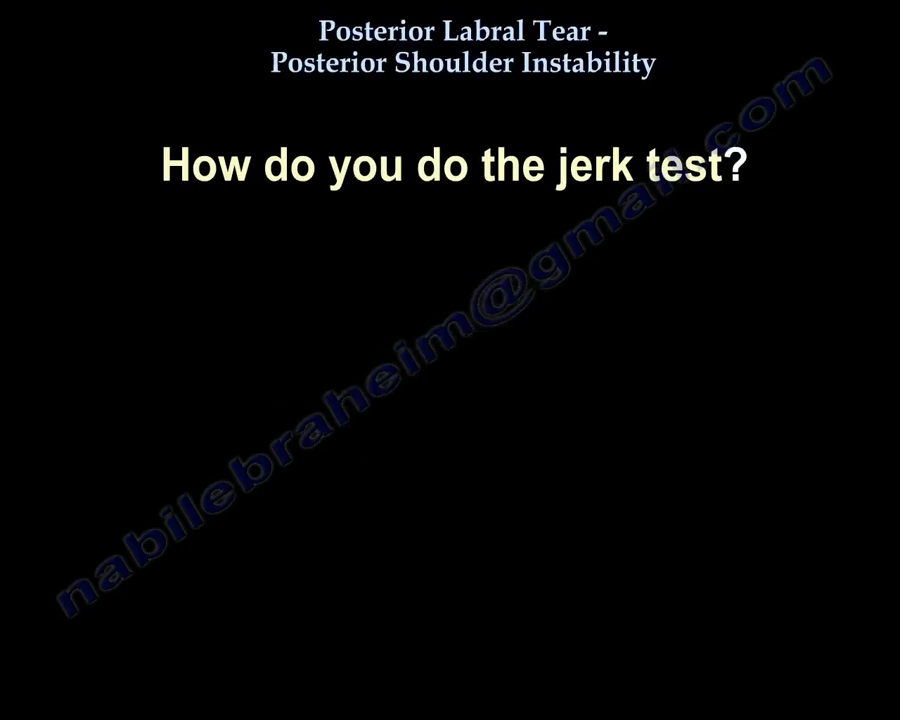 Posterior Labral Tear -
Posterior Shoulder Instability
How do you do the jerk test?
nabilebraheim@gmail.com